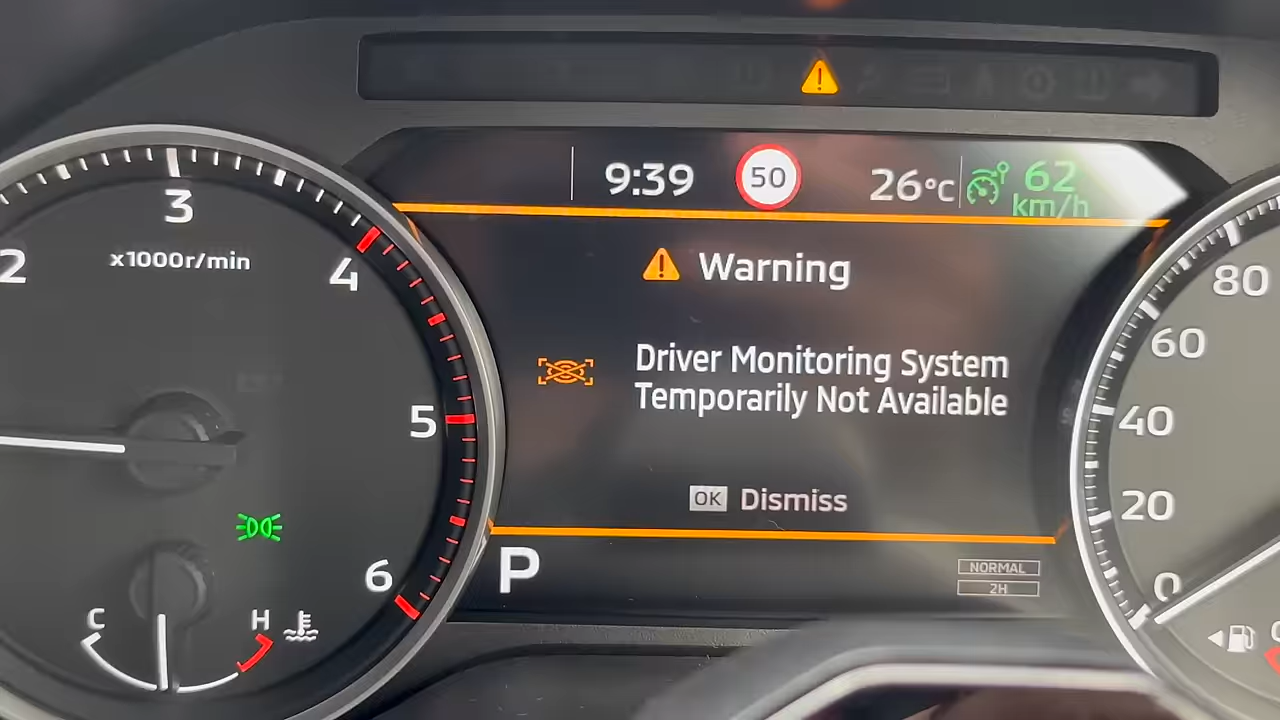 9:39
50
26°C
62
km/h
Warning
Driver Monitoring System
Temporarily Not Available
OK Dismiss
P
NORMAL
2H
2
3
4
5
6
x1000r/min
C
H
80
60
40
20
0